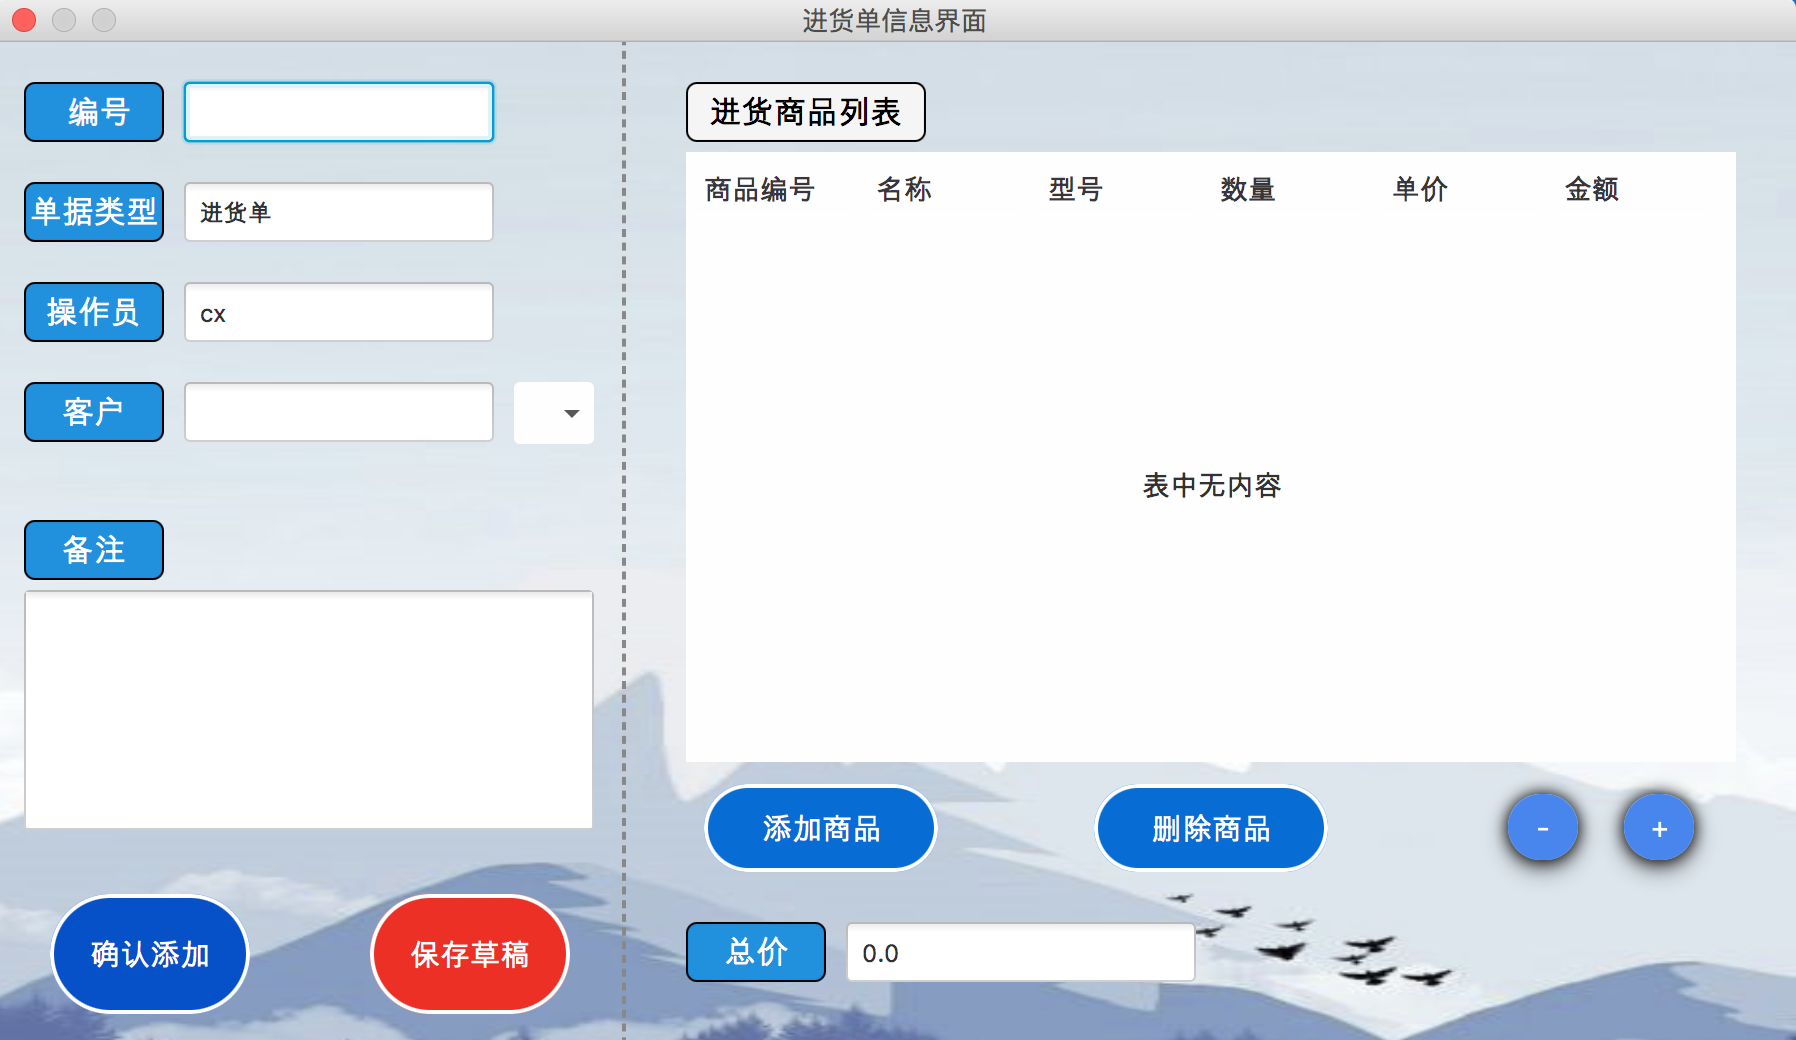 进货单信息界面
编号
单据类型 进货单
操作员 cx
客户
备注
确认添加 保存草稿
进货商品列表
商品编号 名称 型号 数量 单价 金额
表中无内容
添加商品 删除商品 - +
总价 0.0